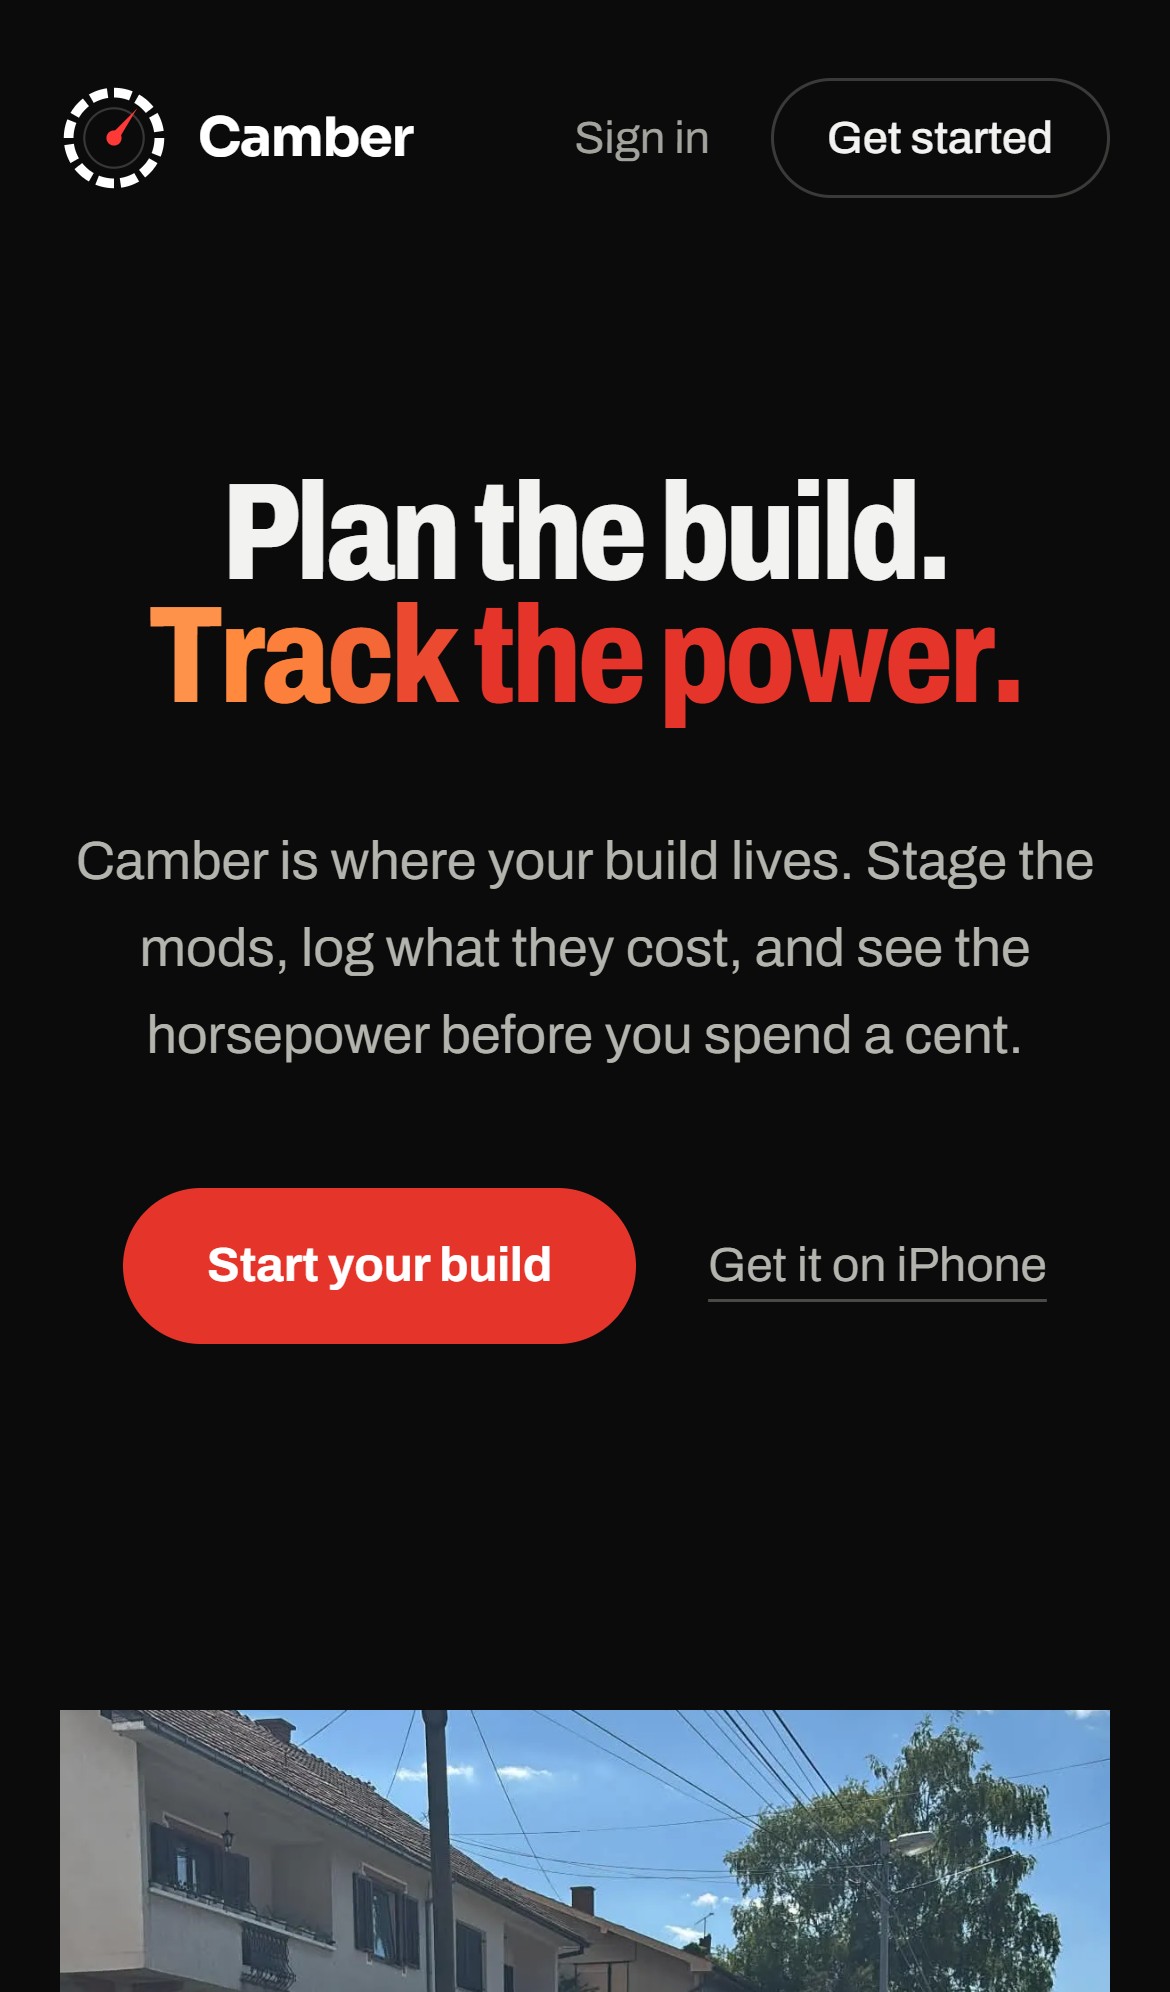 Camber
Sign in
Get started
Plan the build.
Track the power.
Camber is where your build lives. Stage the
mods, log what they cost, and see the
horsepower before you spend a cent.
Start your build
Get it on iPhone